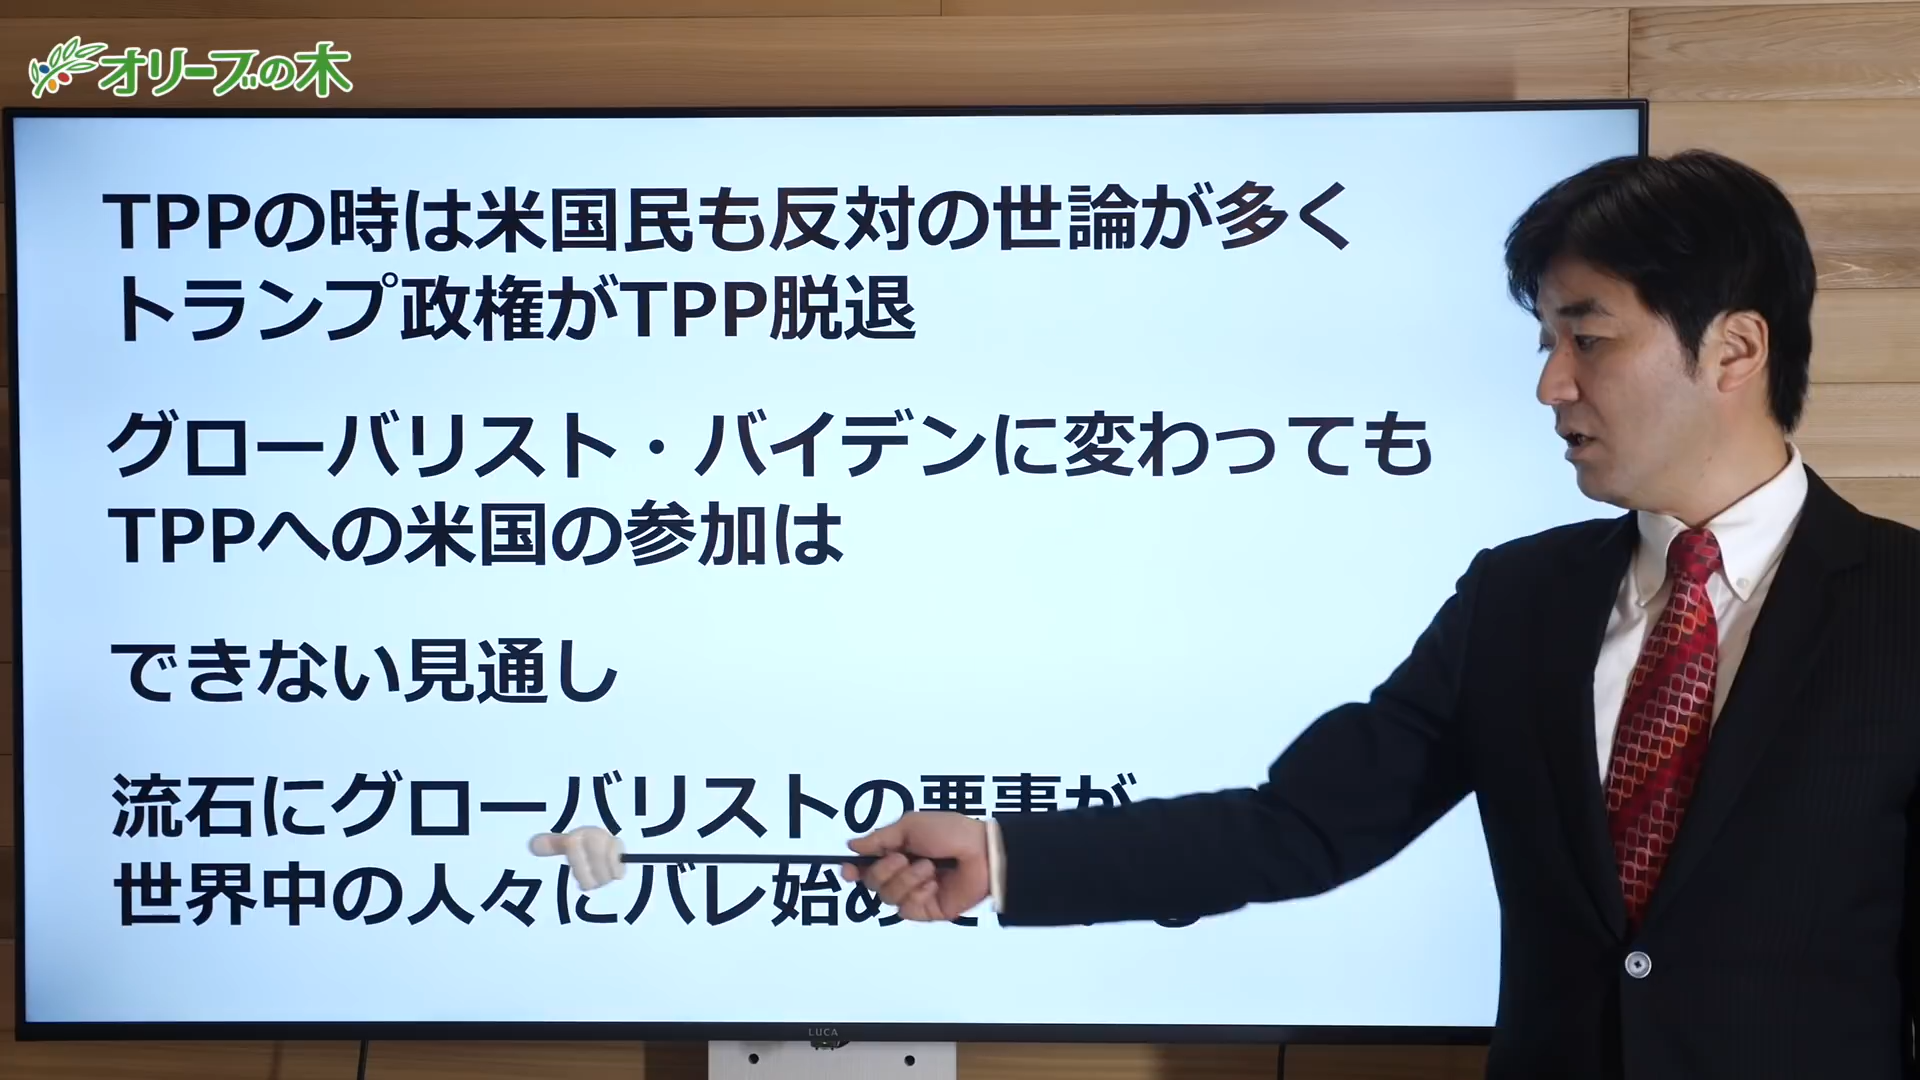 オリーブの木
TPPの時は米国民も反対の世論が多く
トランプ政権がTPP脱退
グローバリスト・バイデンに変わっても
TPPへの米国の参加は
できない見通し
流石にグローバリストの悪事が
世界中の人々にバレ始め
LUCA